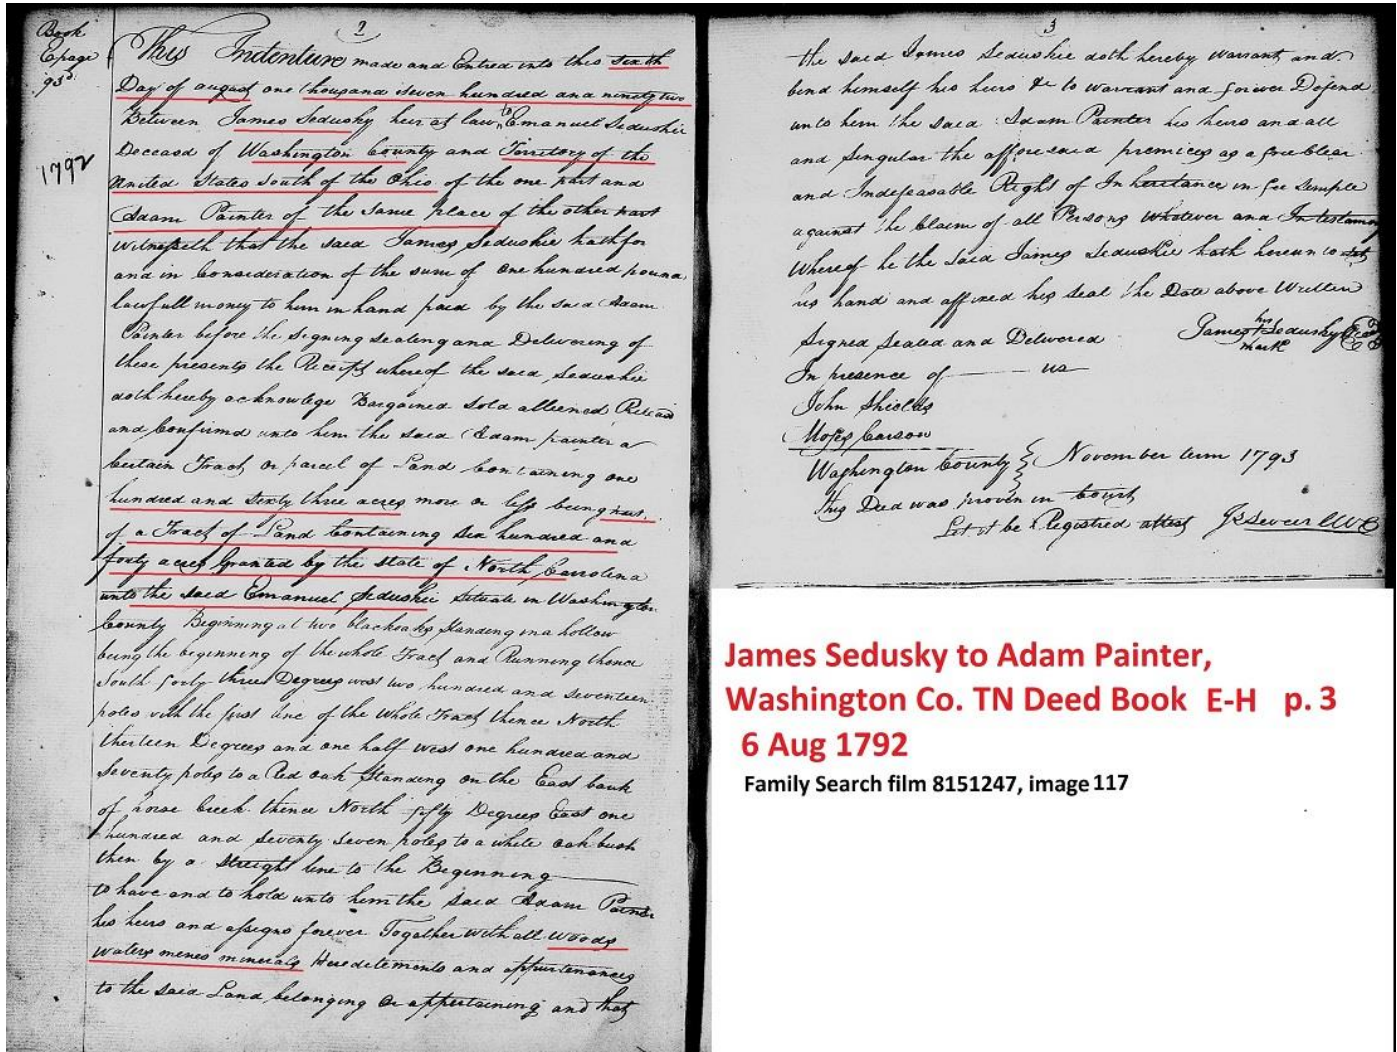 Book
E page
93
1792
2
This Indenture made and Entred into this sixth
Day of august one thousand seven hundred and ninety two
Between James Sedusky heir at law to Emanuel Seduskie
Deceasd of Washington County and Territory of the
United States South of the Ohio of the one part and
Adam Painter of the same place of the other part
witnesseth that the said James Seduskie hath for
and in Consideration of the sum of one hundred pound
lawfull money to him in hand paid by the said Adam
Painter before the signing sealing and Delivering of
these presents the Receipt whereof the said Seduskie
doth hereby acknowlege Bargained Sold alliened
and Confirmd unto him the said Adam painter a
Certain Tract or parcel of Land Containing one
hundred and sixty three acres more or less being part
of a Tract of Land Containing six hundred and
forty acres Granted by the state of North Carrolina
unto the said Emanuel Seduskie Situate in Washington
County Beginning at two blackoaks standing in a hollow
being the beginning of the whole Tract and Running thence
South forty three Degrees west two hundred and seventeen
poles with the first line of the Whole Tract thence North
thirteen Degrees and one half west one hundred and
seventy poles to a Red oak standing on the East bank
of horse Creek thence North fifty Degrees East one
hundred and seventy seven poles to a white oak bush
then by a streight line to the Beginning
to have and to hold unto him the said Adam Painter
his heirs and assigns forever Together with all woods
waters mines minerals Hereditements and appurtenances
to the said Land belonging or appertaining and that
3
the said James Seduskie doth hereby warrant and
bind himself his heirs &c to warrant and forever Defend
unto him the said Adam Painter his heirs and all
and singular the afforesaid premices as a free clear
and Indefeasable Right of Inheritance in fee Simple
against the Claim of all Persons whatever and In testamony
Whereof he the said James Seduskie hath hereunto set
his hand and affixed his seal the Date above Written
Signed Sealed and Delivered James his Sedusky
mark
In presence of us
John Shields
Moses Carson
Washington County } November term 1793
this Deed was proven in Court
Let it be Registred attest Js Sevier CWC
James Sedusky to Adam Painter,
Washington Co. TN Deed Book E-H p. 3
6 Aug 1792
Family Search film 8151247, image 117